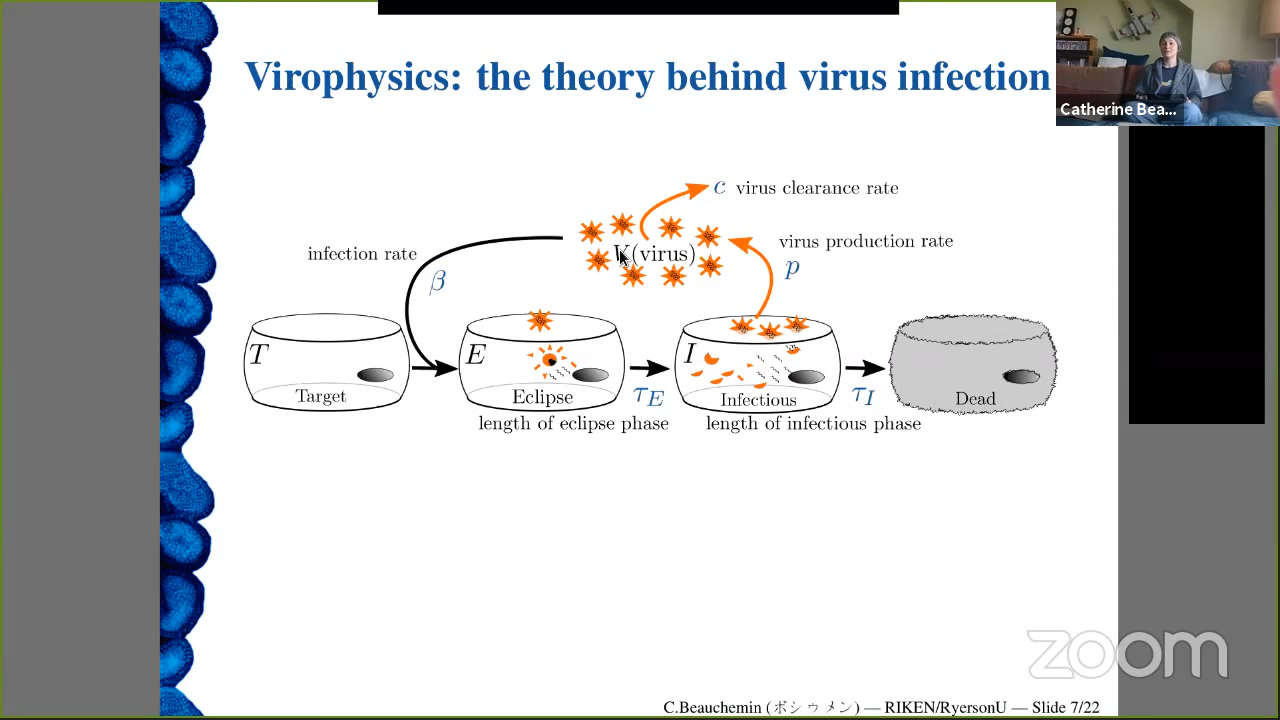 Virophysics: the theory behind virus infection
Catherine Bea...
c virus clearance rate
infection rate
V(virus)
virus production rate
β
p
T
E
I
Target
Eclipse
Infectious
Dead
τE
τI
length of eclipse phase
length of infectious phase
zoom
C.Beauchemin (ボシゥメン) — RIKEN/RyersonU — Slide 7/22